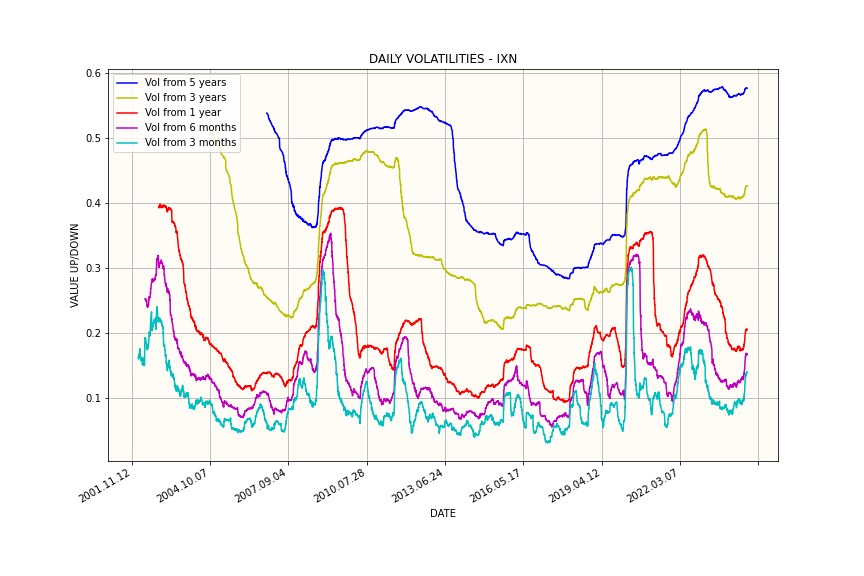 DAILY VOLATILITIES - IXN
Vol from 5 years
Vol from 3 years
Vol from 1 year
Vol from 6 months
Vol from 3 months
0.6
0.5
0.4
0.3
0.2
0.1
VALUE UP/DOWN
2001.11.12
2004.10.07
2007.09.04
2010.07.28
2013.06.24
2016.05.17
2019.04.12
2022.03.07
DATE